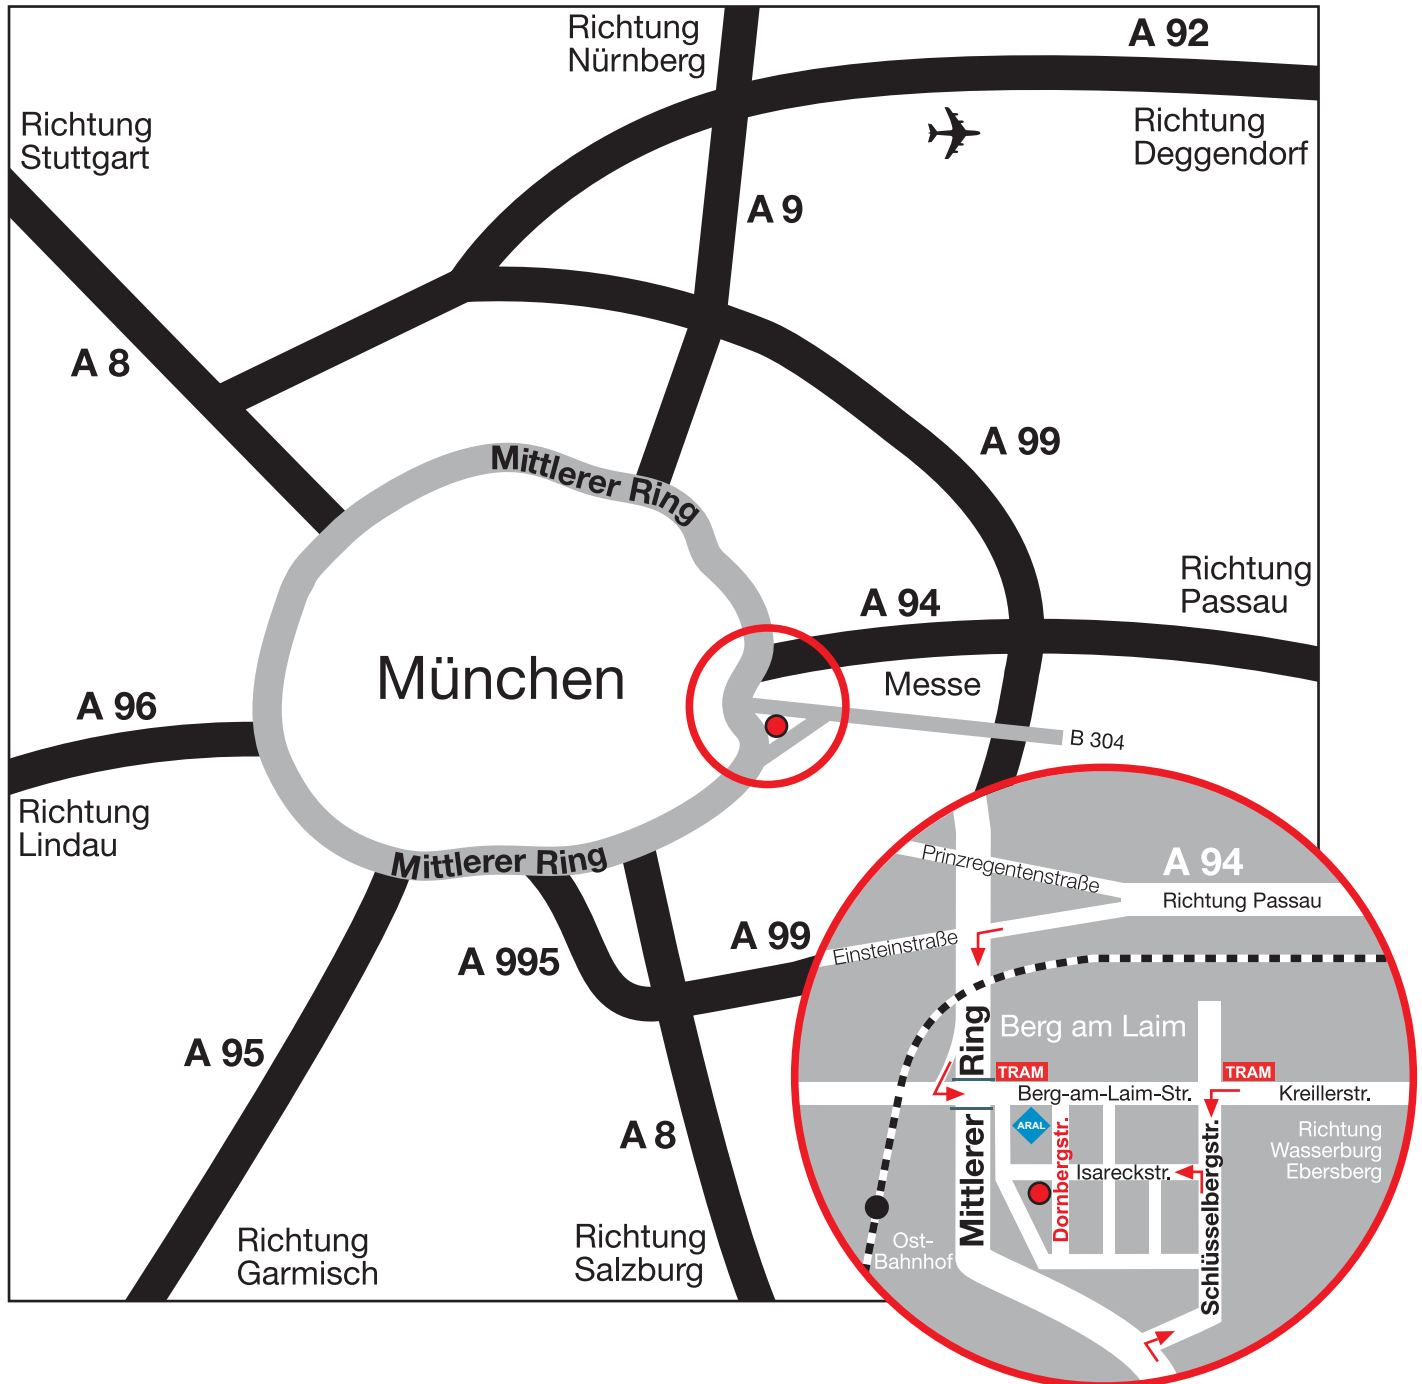 Richtung
Nürnberg
A 92
Richtung
Stuttgart
Richtung
Deggendorf
A 9
A 8
A 99
Mittlerer Ring
Richtung
Passau
A 94
München
Messe
A 96
B 304
Richtung
Lindau
Mittlerer Ring
A 995
A 99
A 95
A 8
Richtung
Garmisch
Richtung
Salzburg
Prinzregentenstraße
A 94
Richtung Passau
Einsteinstraße
Berg am Laim
Mittlerer Ring
TRAM
TRAM
Berg-am-Laim-Str.
Kreillerstr.
ARAL
Dornbergstr.
Isareckstr.
Schlüsselbergstr.
Richtung
Wasserburg
Ebersberg
Ost-
Bahnhof